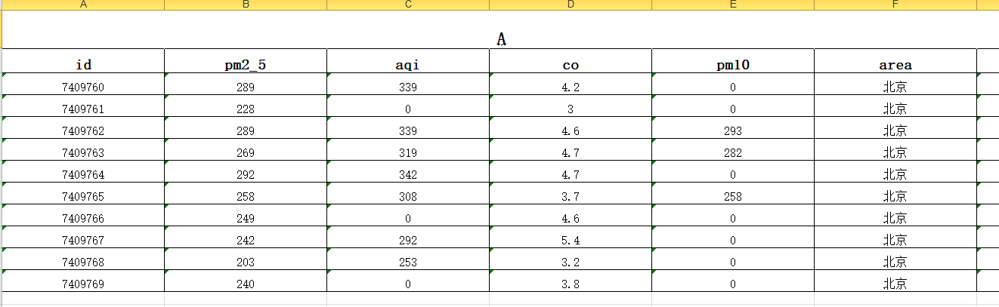 A B C D E F
A
id pm2_5 aqi co pm10 area
7409760 289 339 4.2 0 北京
7409761 228 0 3 0 北京
7409762 289 339 4.6 293 北京
7409763 269 319 4.7 282 北京
7409764 292 342 4.7 0 北京
7409765 258 308 3.7 258 北京
7409766 249 0 4.6 0 北京
7409767 242 292 5.4 0 北京
7409768 203 253 3.2 0 北京
7409769 240 0 3.8 0 北京